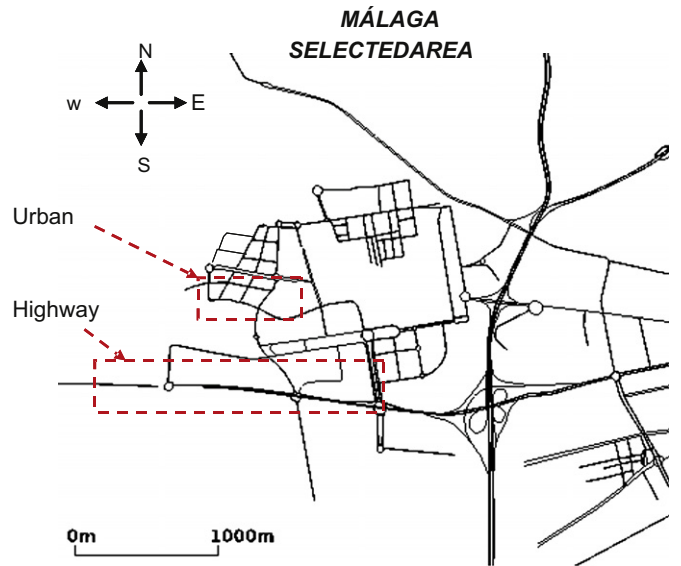 MÁLAGA
SELECTEDAREA
N
w
E
S
Urban
Highway
0m
1000m